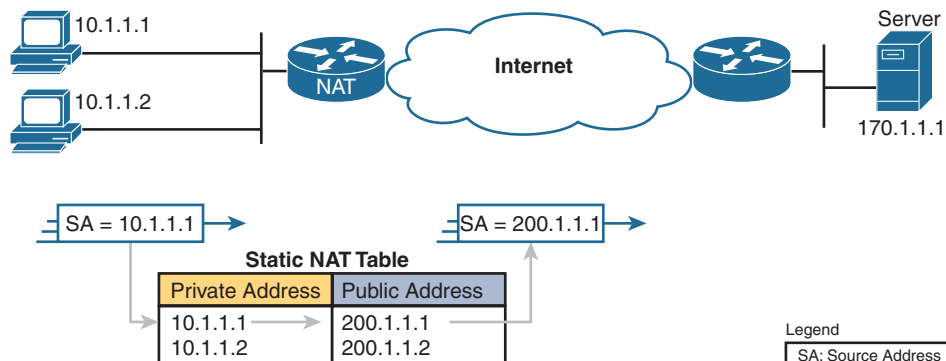 10.1.1.1
10.1.1.2
NAT
Internet
Server
170.1.1.1
SA = 10.1.1.1
SA = 200.1.1.1
Static NAT Table
Private Address Public Address
10.1.1.1 200.1.1.1
10.1.1.2 200.1.1.2
Legend
SA: Source Address